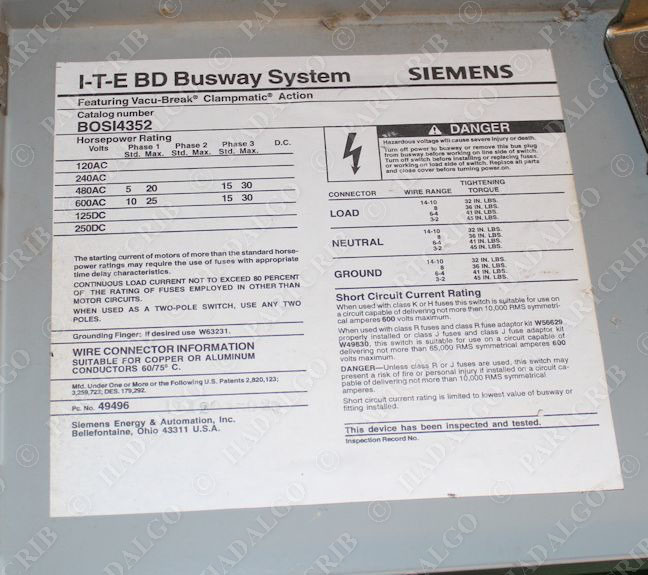 I-T-E BD Busway System SIEMENS
Featuring Vacu-Break® Clampmatic® Action
Catalog number
BOSI4352
Horsepower Rating
Volts Phase 1 Phase 2 Phase 3 D.C.
Std. Max. Std. Max. Std. Max.
120AC
240AC
480AC 5 20 15 30
600AC 10 25 15 30
125DC
250DC
The starting current of motors of more than the standard horse-
power ratings may require the use of fuses with appropriate
time delay characteristics.
CONTINUOUS LOAD CURRENT NOT TO EXCEED 80 PERCENT
OF THE RATING OF FUSES EMPLOYED IN OTHER THAN
MOTOR CIRCUITS.
WHEN USED AS A TWO-POLE SWITCH, USE ANY TWO
POLES.
Grounding Finger: If desired use W63231.
WIRE CONNECTOR INFORMATION
SUITABLE FOR COPPER OR ALUMINUM
CONDUCTORS 60/75° C.
Mfd. Under One or More of the Following U.S. Patents 2,820,123;
3,259,723; DES. 179,292.
Pc. No. 49496
Siemens Energy & Automation, Inc.
Bellefontaine, Ohio 43311 U.S.A.
DANGER
Hazardous voltage will cause severe injury or death.
Turn off power to busway or remove this bus plug
from busway before working on line side of switch.
Turn off switch before installing or replacing fuses,
or working on load side of switch. Replace all parts
and close cover before turning power on.
CONNECTOR WIRE RANGE TIGHTENING
TORQUE
LOAD
14-10 32 IN. LBS.
8 36 IN. LBS.
6-4 41 IN. LBS.
3-2 45 IN. LBS.
NEUTRAL
14-10 32 IN. LBS.
8 36 IN. LBS.
6-4 41 IN. LBS.
3-2 45 IN. LBS.
GROUND
14-10 32 IN. LBS.
8 36 IN. LBS.
6-4 41 IN. LBS.
3-2 45 IN. LBS.
Short Circuit Current Rating
When used with class K or H fuses this switch is suitable for use on
a circuit capable of delivering not more than 10,000 RMS symmetri-
cal amperes 600 volts maximum.
When used with class R fuses and class R fuse adaptor kit W56629
properly installed or class J fuses and class J fuse adaptor kit
W49830, this switch is suitable for use on a circuit capable of
delivering not more than 65,000 RMS symmetrical amperes 600
volts maximum.
DANGER—Unless class R or J fuses are used, this switch may
present a risk of fire or personal injury if installed on a circuit ca-
pable of delivering not more than 10,000 RMS symmetrical
amperes.
Short circuit current rating is limited to lowest value of busway or
fitting installed.
This device has been inspected and tested.
Inspection Record No.
© PARTCRIB
© HADALGO